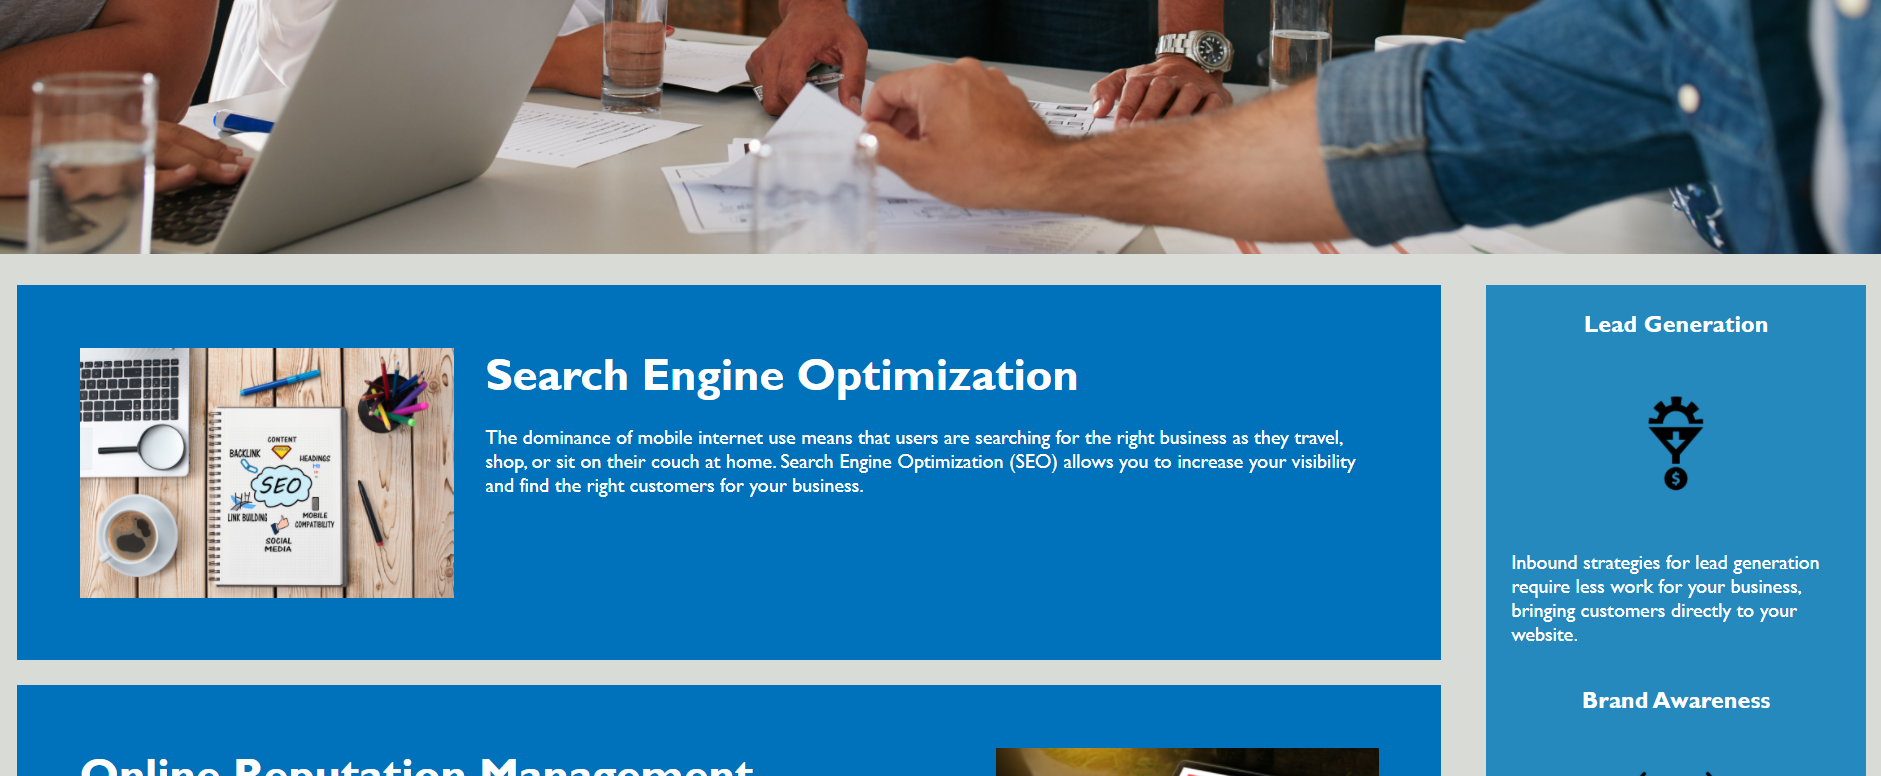 Search Engine Optimization
The dominance of mobile internet use means that users are searching for the right business as they travel,
shop, or sit on their couch at home. Search Engine Optimization (SEO) allows you to increase your visibility
and find the right customers for your business.
CONTENT
BACKLINK
HEADINGS
H1
SEO
LINK BUILDING
MOBILE
COMPATIBILITY
SOCIAL
MEDIA
Online Reputation Management
Lead Generation
$
Inbound strategies for lead generation
require less work for your business,
bringing customers directly to your
website.
Brand Awareness